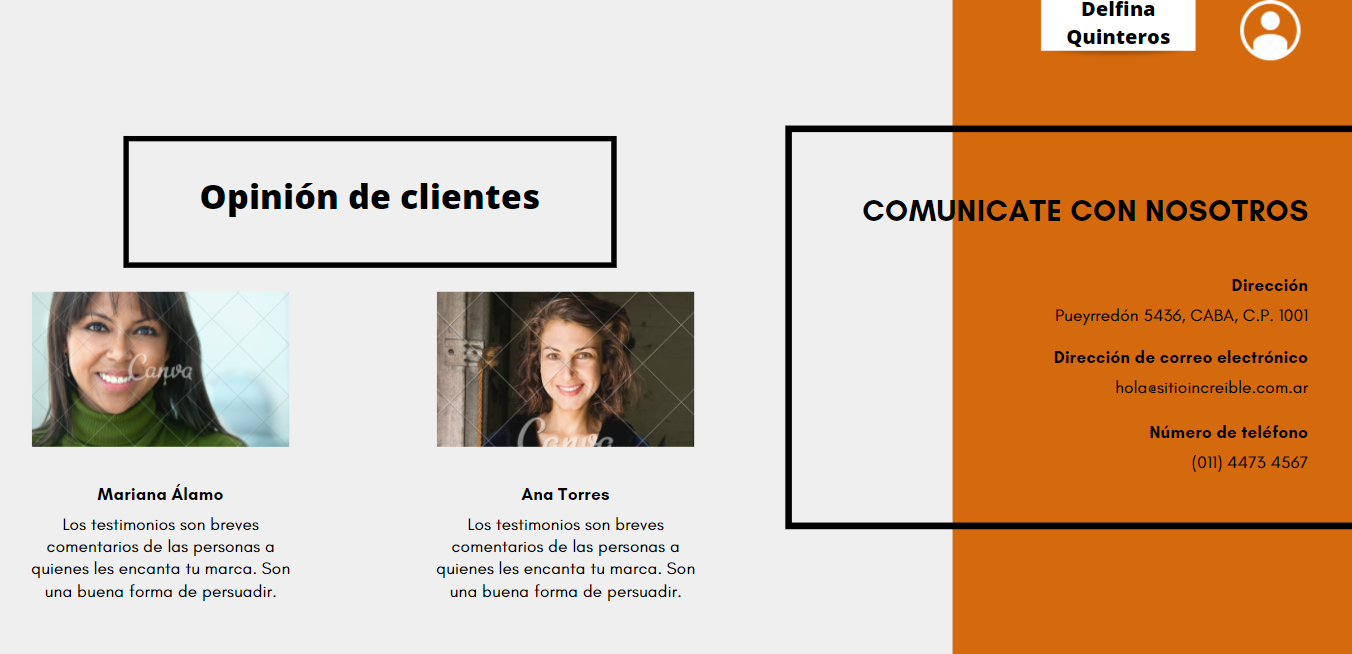 Delfina
Quinteros
Opinión de clientes
Canva
Canva
Mariana Álamo
Los testimonios son breves
comentarios de las personas a
quienes les encanta tu marca. Son
una buena forma de persuadir.
Ana Torres
Los testimonios son breves
comentarios de las personas a
quienes les encanta tu marca. Son
una buena forma de persuadir.
COMUNICATE CON NOSOTROS
Dirección
Pueyrredón 5436, CABA, C.P. 1001
Dirección de correo electrónico
hola@sitioincreible.com.ar
Número de teléfono
(011) 4473 4567